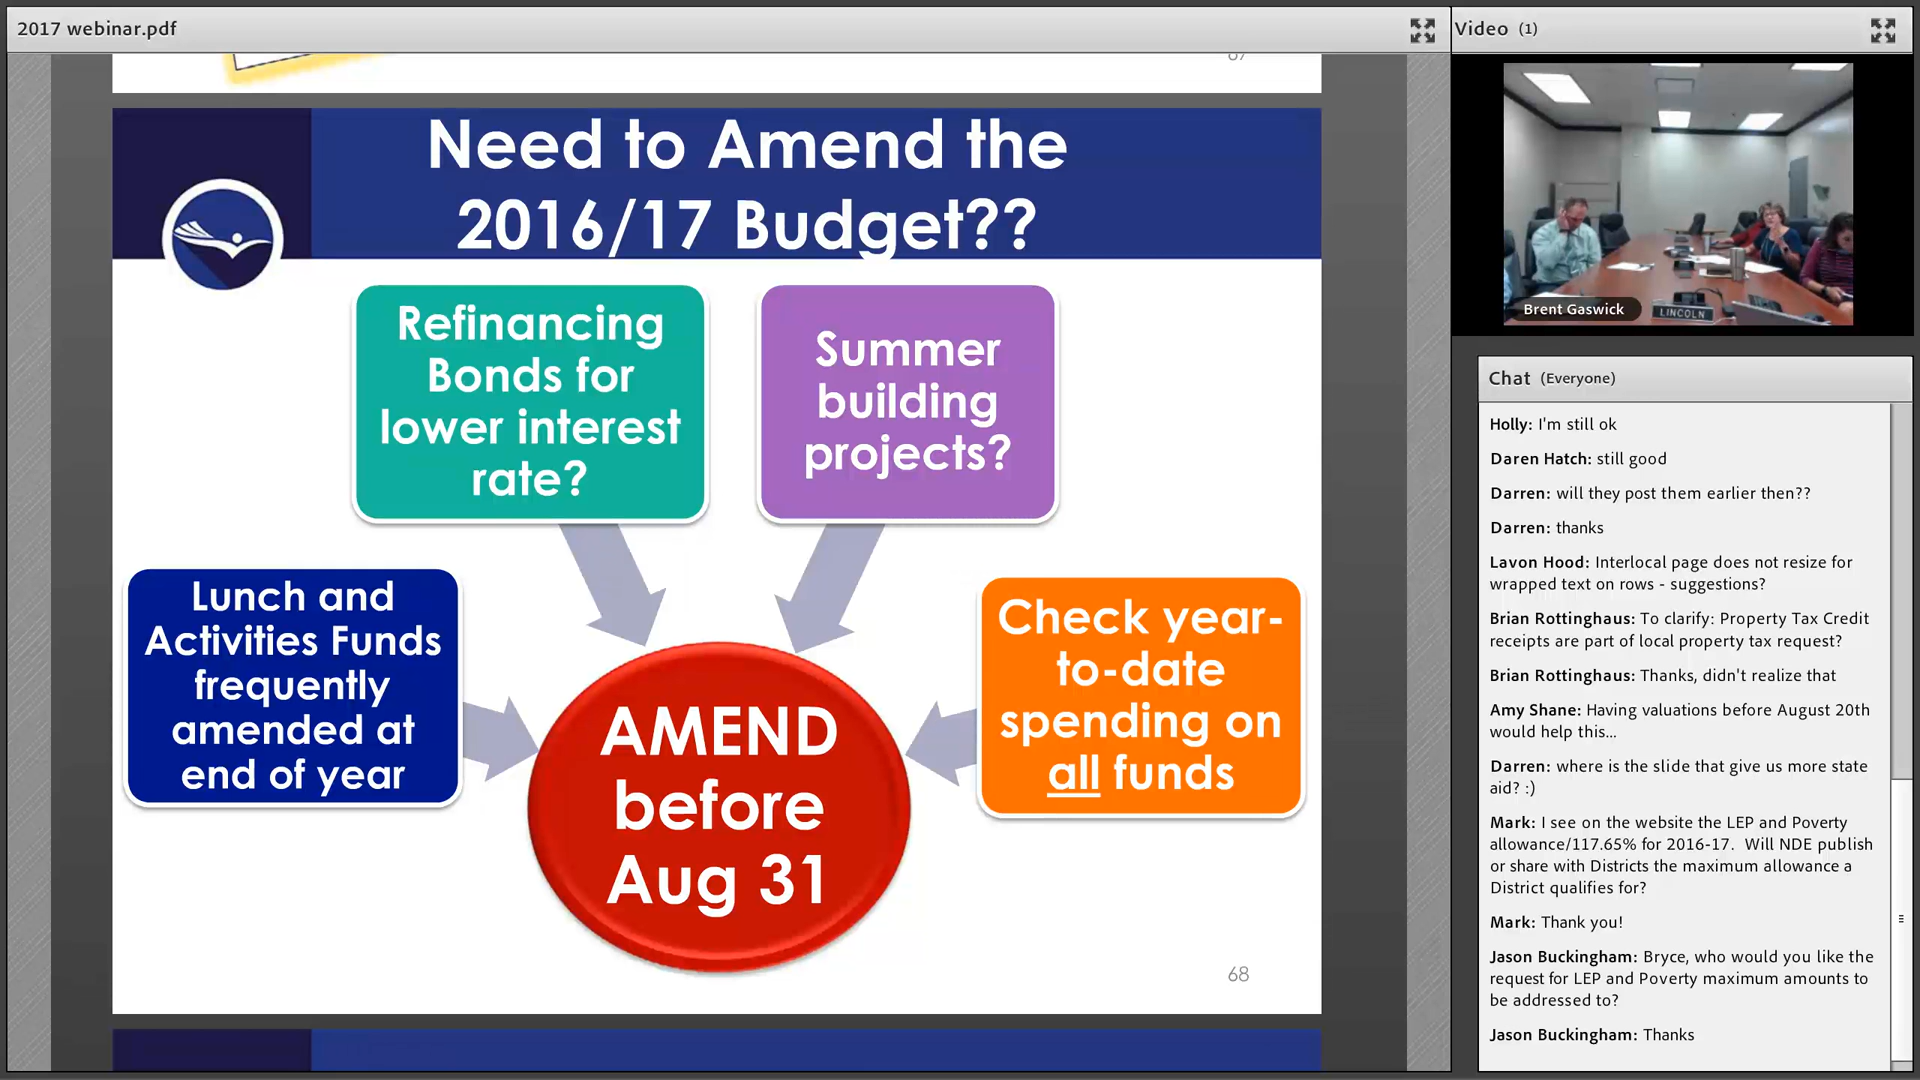 2017 webinar.pdf
67
Need to Amend the
2016/17 Budget??
Refinancing
Bonds for
lower interest
rate?
Summer
building
projects?
Lunch and
Activities Funds
frequently
amended at
end of year
Check year-
to-date
spending on
all funds
AMEND
before
Aug 31
68
Video (1)
Brent Gaswick
LINCOLN
Chat (Everyone)
Holly: I'm still ok
Daren Hatch: still good
Darren: will they post them earlier then??
Darren: thanks
Lavon Hood: Interlocal page does not resize for
wrapped text on rows - suggestions?
Brian Rottinghaus: To clarify: Property Tax Credit
receipts are part of local property tax request?
Brian Rottinghaus: Thanks, didn't realize that
Amy Shane: Having valuations before August 20th
would help this...
Darren: where is the slide that give us more state
aid? :)
Mark: I see on the website the LEP and Poverty
allowance/117.65% for 2016-17.  Will NDE publish
or share with Districts the maximum allowance a
District qualifies for?
Mark: Thank you!
Jason Buckingham: Bryce, who would you like the
request for LEP and Poverty maximum amounts to
be addressed to?
Jason Buckingham: Thanks